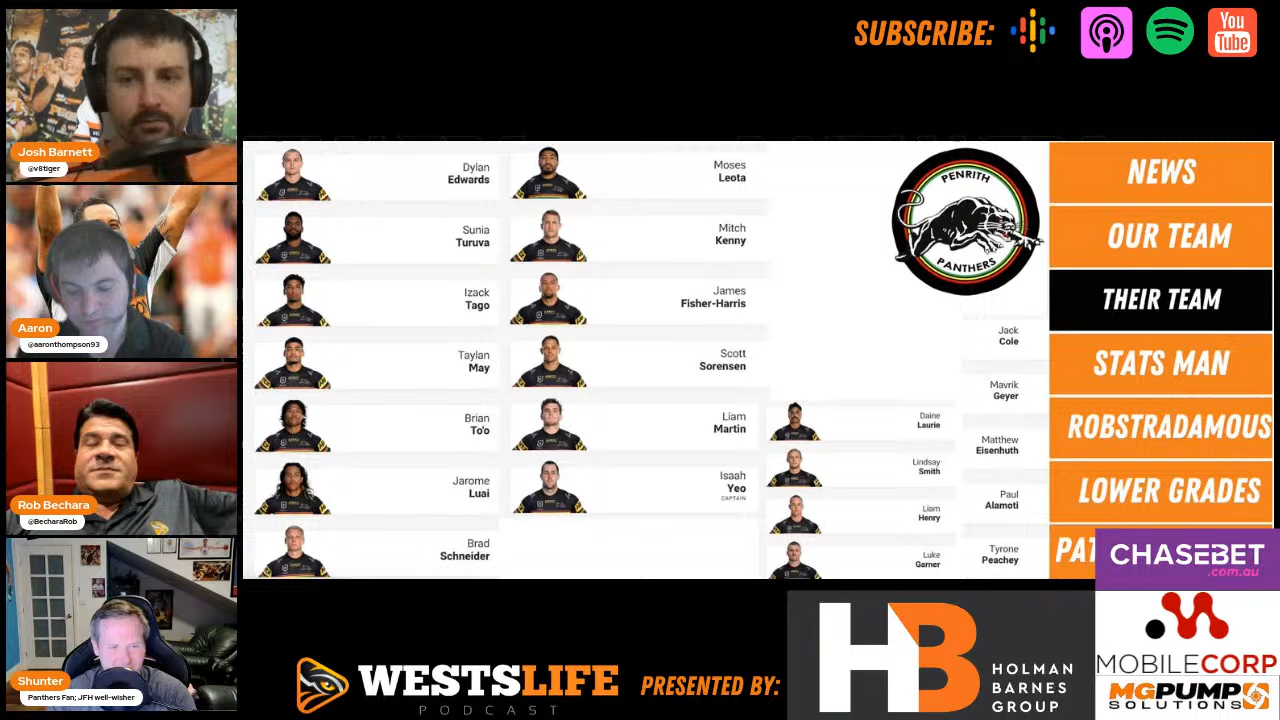 SUBSCRIBE:
You
Tube
Josh Barnett
@v8tiger
Aaron
@aaronthompson93
Rob Bechara
@BecharaRob
Shunter
Panthers Fan; JFH well-wisher
Dylan
Edwards
Sunia
Turuva
Izack
Tago
Taylan
May
Brian
To'o
Jarome
Luai
Brad
Schneider
Moses
Leota
Mitch
Kenny
James
Fisher-Harris
Scott
Sorensen
Liam
Martin
Isaah
Yeo
CAPTAIN
Daine
Laurie
Lindsay
Smith
Liam
Henry
Luke
Garner
PENRITH
PANTHERS
Jack
Cole
Mavrik
Geyer
Matthew
Eisenhuth
Paul
Alamoti
Tyrone
Peachey
NEWS
OUR TEAM
THEIR TEAM
STATS MAN
ROBSTRADAMOUS
LOWER GRADES
PAT
CHASEBET
.com.au
WESTSLIFE
PODCAST
PRESENTED BY:
HB
HOLMAN
BARNES
GROUP
MOBILECORP
MGPUMP
SOLUTIONS